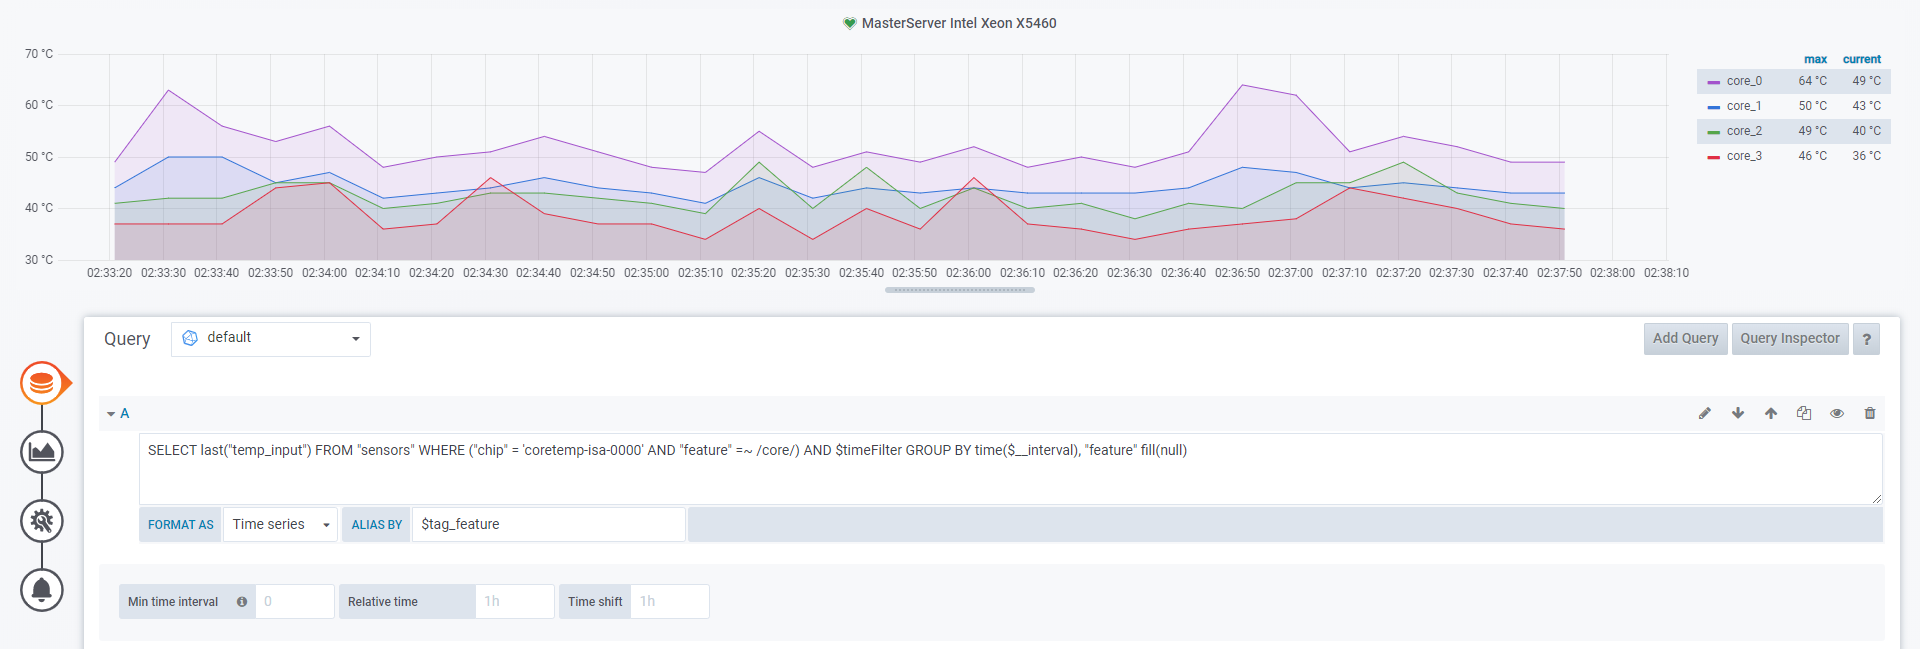 MasterServer Intel Xeon X5460
70 °C
60 °C
50 °C
40 °C
30 °C
02:33:20 02:33:30 02:33:40 02:33:50 02:34:00 02:34:10 02:34:20 02:34:30 02:34:40 02:34:50 02:35:00 02:35:10 02:35:20 02:35:30 02:35:40 02:35:50 02:36:00 02:36:10 02:36:20 02:36:30 02:36:40 02:36:50 02:37:00 02:37:10 02:37:20 02:37:30 02:37:40 02:37:50 02:38:00 02:38:10
max current
core_0 64 °C 49 °C
core_1 50 °C 43 °C
core_2 49 °C 40 °C
core_3 46 °C 36 °C
Query default Add Query Query Inspector ?
A
SELECT last("temp_input") FROM "sensors" WHERE ("chip" = 'coretemp-isa-0000' AND "feature" =~ /core/) AND $timeFilter GROUP BY time($__interval), "feature" fill(null)
FORMAT AS Time series ALIAS BY $tag_feature
Min time interval 0 Relative time 1h Time shift 1h